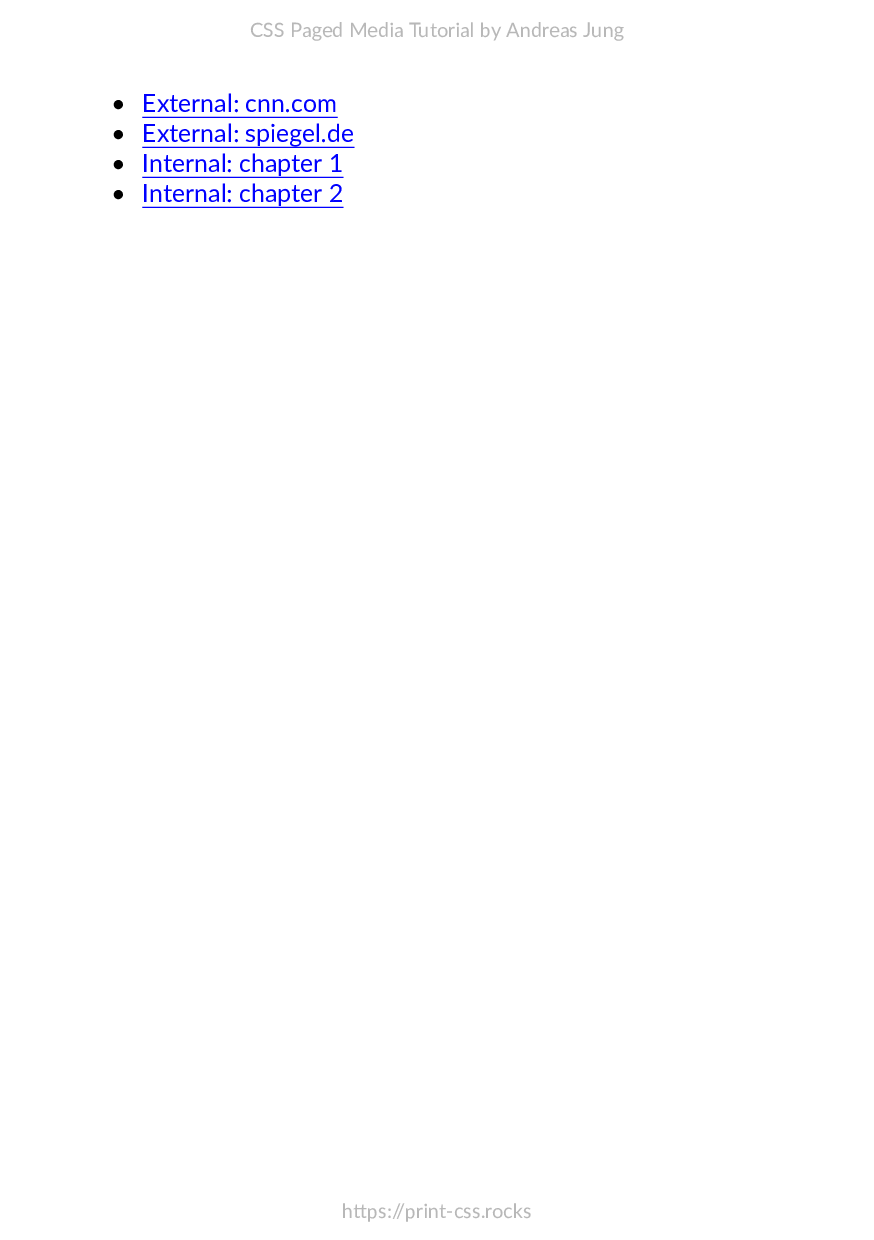 CSS Paged Media Tutorial by Andreas Jung
• External: cnn.com
• External: spiegel.de
• Internal: chapter 1
• Internal: chapter 2
https://print-css.rocks